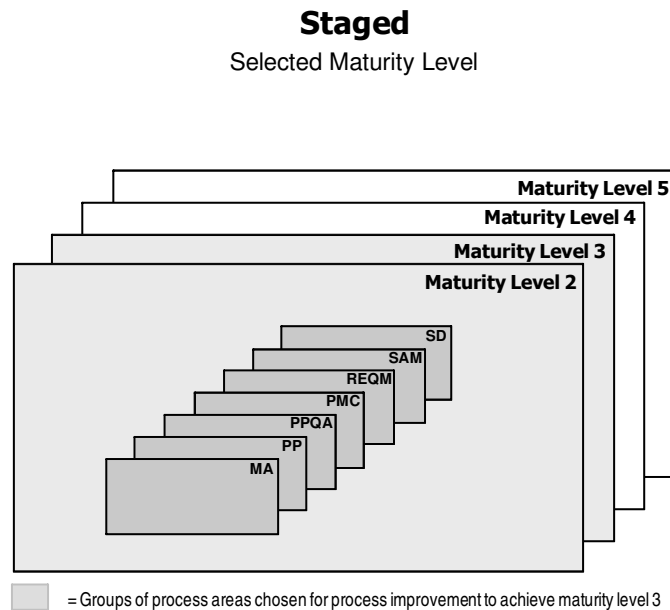 Staged
Selected Maturity Level
Maturity Level 5
Maturity Level 4
Maturity Level 3
Maturity Level 2
SD
SAM
REQM
PMC
PPQA
PP
MA
= Groups of process areas chosen for process improvement to achieve maturity level 3